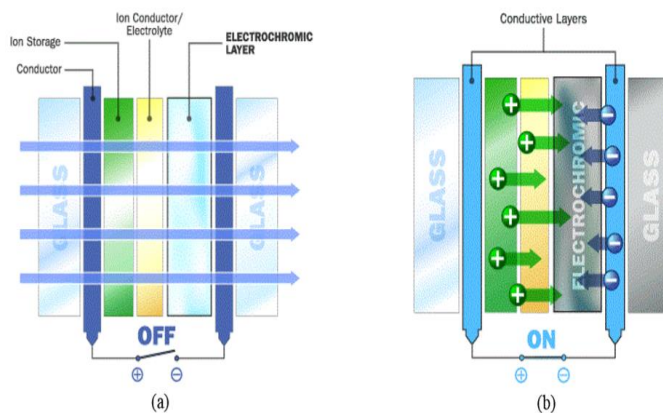 Ion Conductor/
Electrolyte
Ion Storage
ELECTROCHROMIC
LAYER
Conductor
GLASS
GLASS
OFF
+ −
(a)
Conductive Layers
GLASS
+ + + + + +
ELECTROCHROMIC
− − − − −
GLASS
ON
+ −
(b)